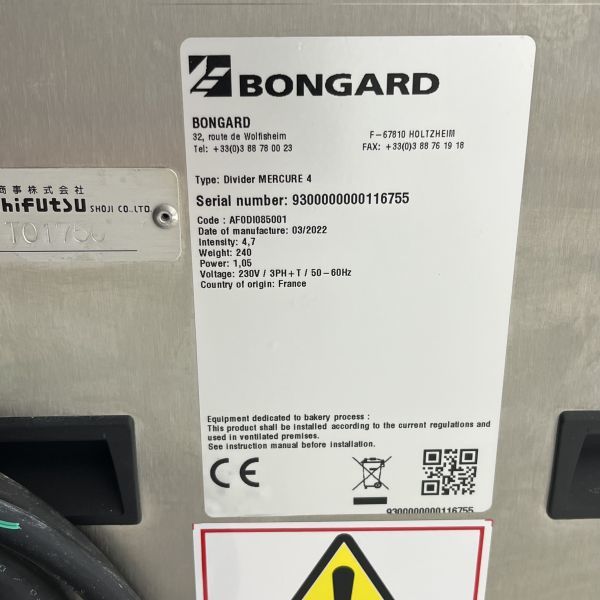 BONGARD
BONGARD
32, route de Wolfisheim F-67810 HOLTZHEIM
Tel: +33(0)3 88 78 00 23 FAX: +33(0)3 88 76 19 18
Type: Divider MERCURE 4
Serial number: 9300000000116755
Code : AF0DI085001
Date of manufacture: 03/2022
Intensity: 4,7
Weight: 240
Power: 1,05
Voltage: 230V / 3PH+T / 50-60Hz
Country of origin: France
商事株式会社
SHOJI CO.,LTD.
Equipment dedicated to bakery process :
This product shall be installed according to the current regulations and
used in ventilated premises.
See instruction manual before installation.
CE
9300000000116755